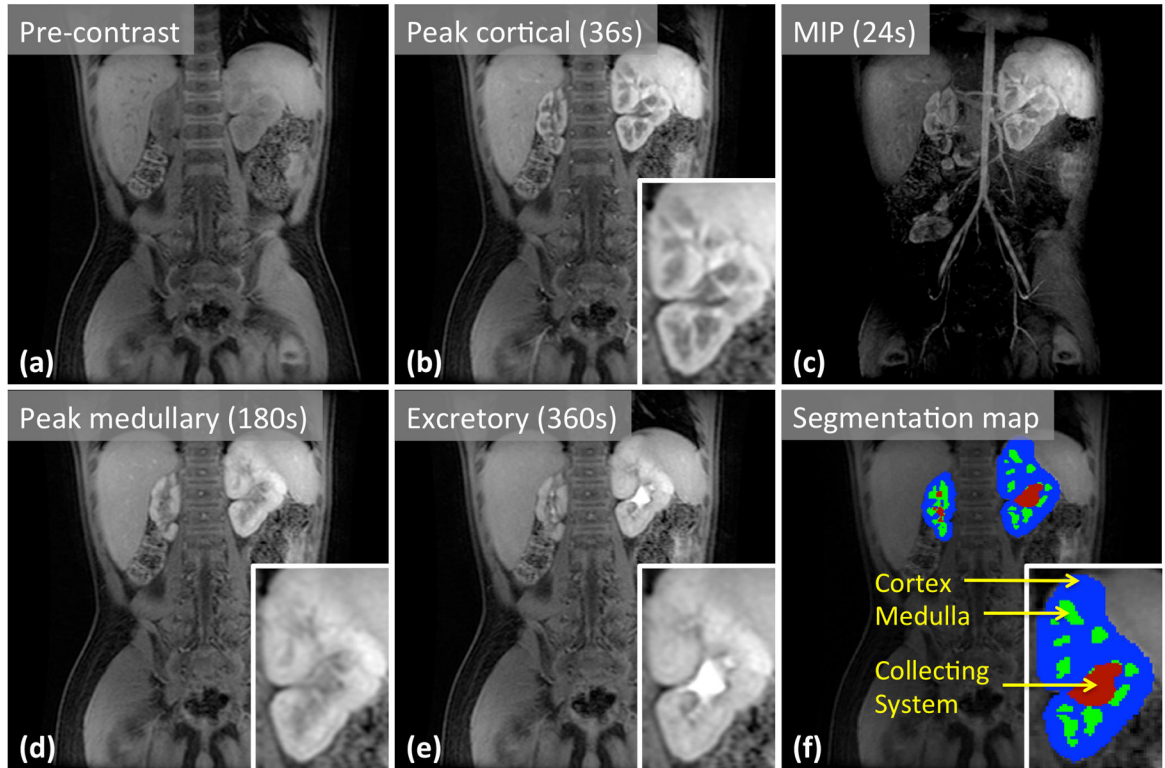 Pre-contrast
(a)
Peak cortical (36s)
(b)
MIP (24s)
(c)
Peak medullary (180s)
(d)
Excretory (360s)
(e)
Segmentation map
Cortex
Medulla
Collecting
System
(f)